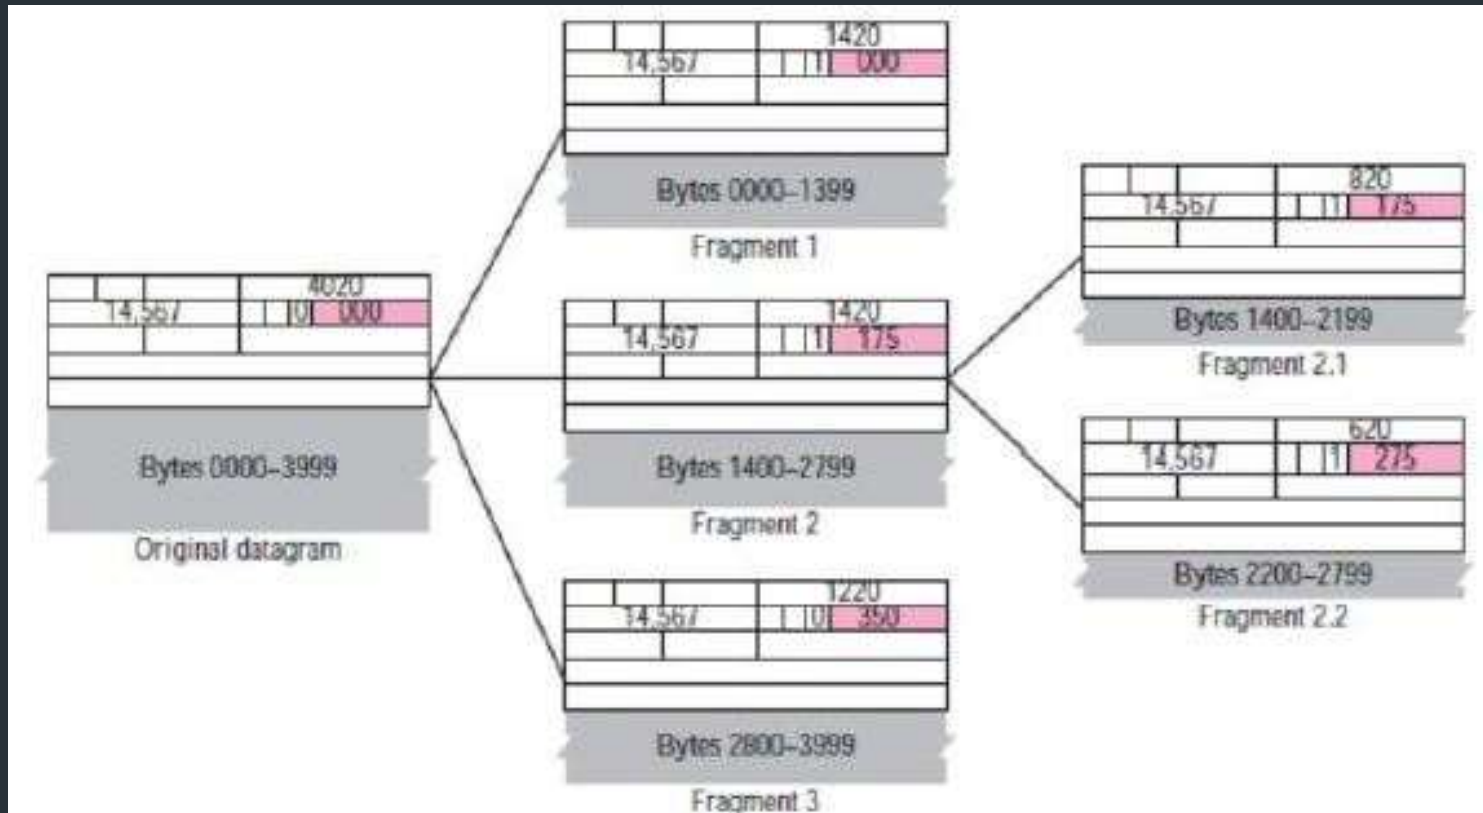 4020
14,567 0 000
Bytes 0000–3999
Original datagram
1420
14,567 1 000
Bytes 0000–1399
Fragment 1
1420
14,567 1 175
Bytes 1400–2799
Fragment 2
1220
14,567 0 350
Bytes 2800–3999
Fragment 3
820
14,567 1 175
Bytes 1400–2199
Fragment 2.1
620
14,567 1 275
Bytes 2200–2799
Fragment 2.2